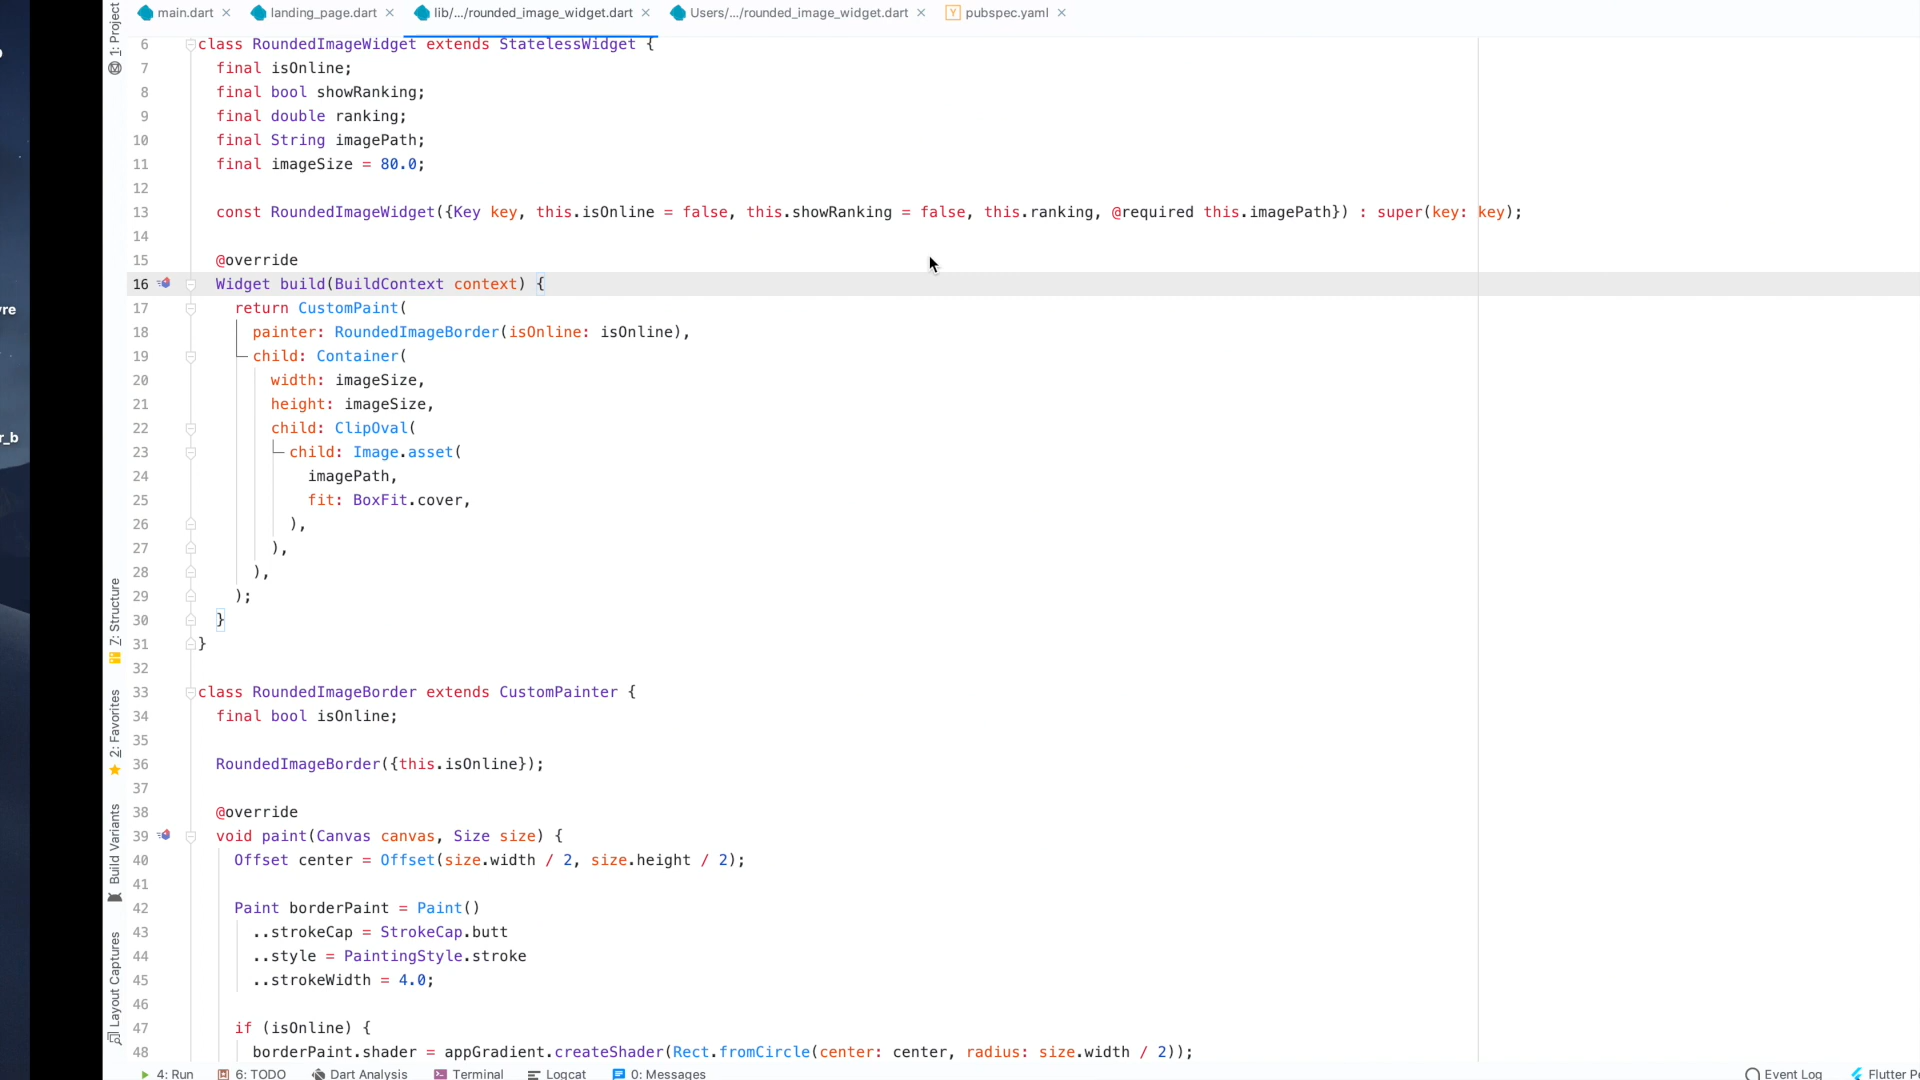 main.dart
landing_page.dart
lib/.../rounded_image_widget.dart
Users/.../rounded_image_widget.dart
pubspec.yaml
1: Project
7: Structure
2: Favorites
Build Variants
Layout Captures
vre
r_b
6 class RoundedImageWidget extends StatelessWidget {
7 final isOnline;
8 final bool showRanking;
9 final double ranking;
10 final String imagePath;
11 final imageSize = 80.0;
12
13 const RoundedImageWidget({Key key, this.isOnline = false, this.showRanking = false, this.ranking, @required this.imagePath}) : super(key: key);
14
15 @override
16 Widget build(BuildContext context) {
17 return CustomPaint(
18 painter: RoundedImageBorder(isOnline: isOnline),
19 child: Container(
20 width: imageSize,
21 height: imageSize,
22 child: ClipOval(
23 child: Image.asset(
24 imagePath,
25 fit: BoxFit.cover,
26 ),
27 ),
28 ),
29 );
30 }
31 }
32
33 class RoundedImageBorder extends CustomPainter {
34 final bool isOnline;
35
36 RoundedImageBorder({this.isOnline});
37
38 @override
39 void paint(Canvas canvas, Size size) {
40 Offset center = Offset(size.width / 2, size.height / 2);
41
42 Paint borderPaint = Paint()
43 ..strokeCap = StrokeCap.butt
44 ..style = PaintingStyle.stroke
45 ..strokeWidth = 4.0;
46
47 if (isOnline) {
48 borderPaint.shader = appGradient.createShader(Rect.fromCircle(center: center, radius: size.width / 2));
4: Run
6: TODO
Dart Analysis
Terminal
Logcat
0: Messages
Event Log
Flutter Pe